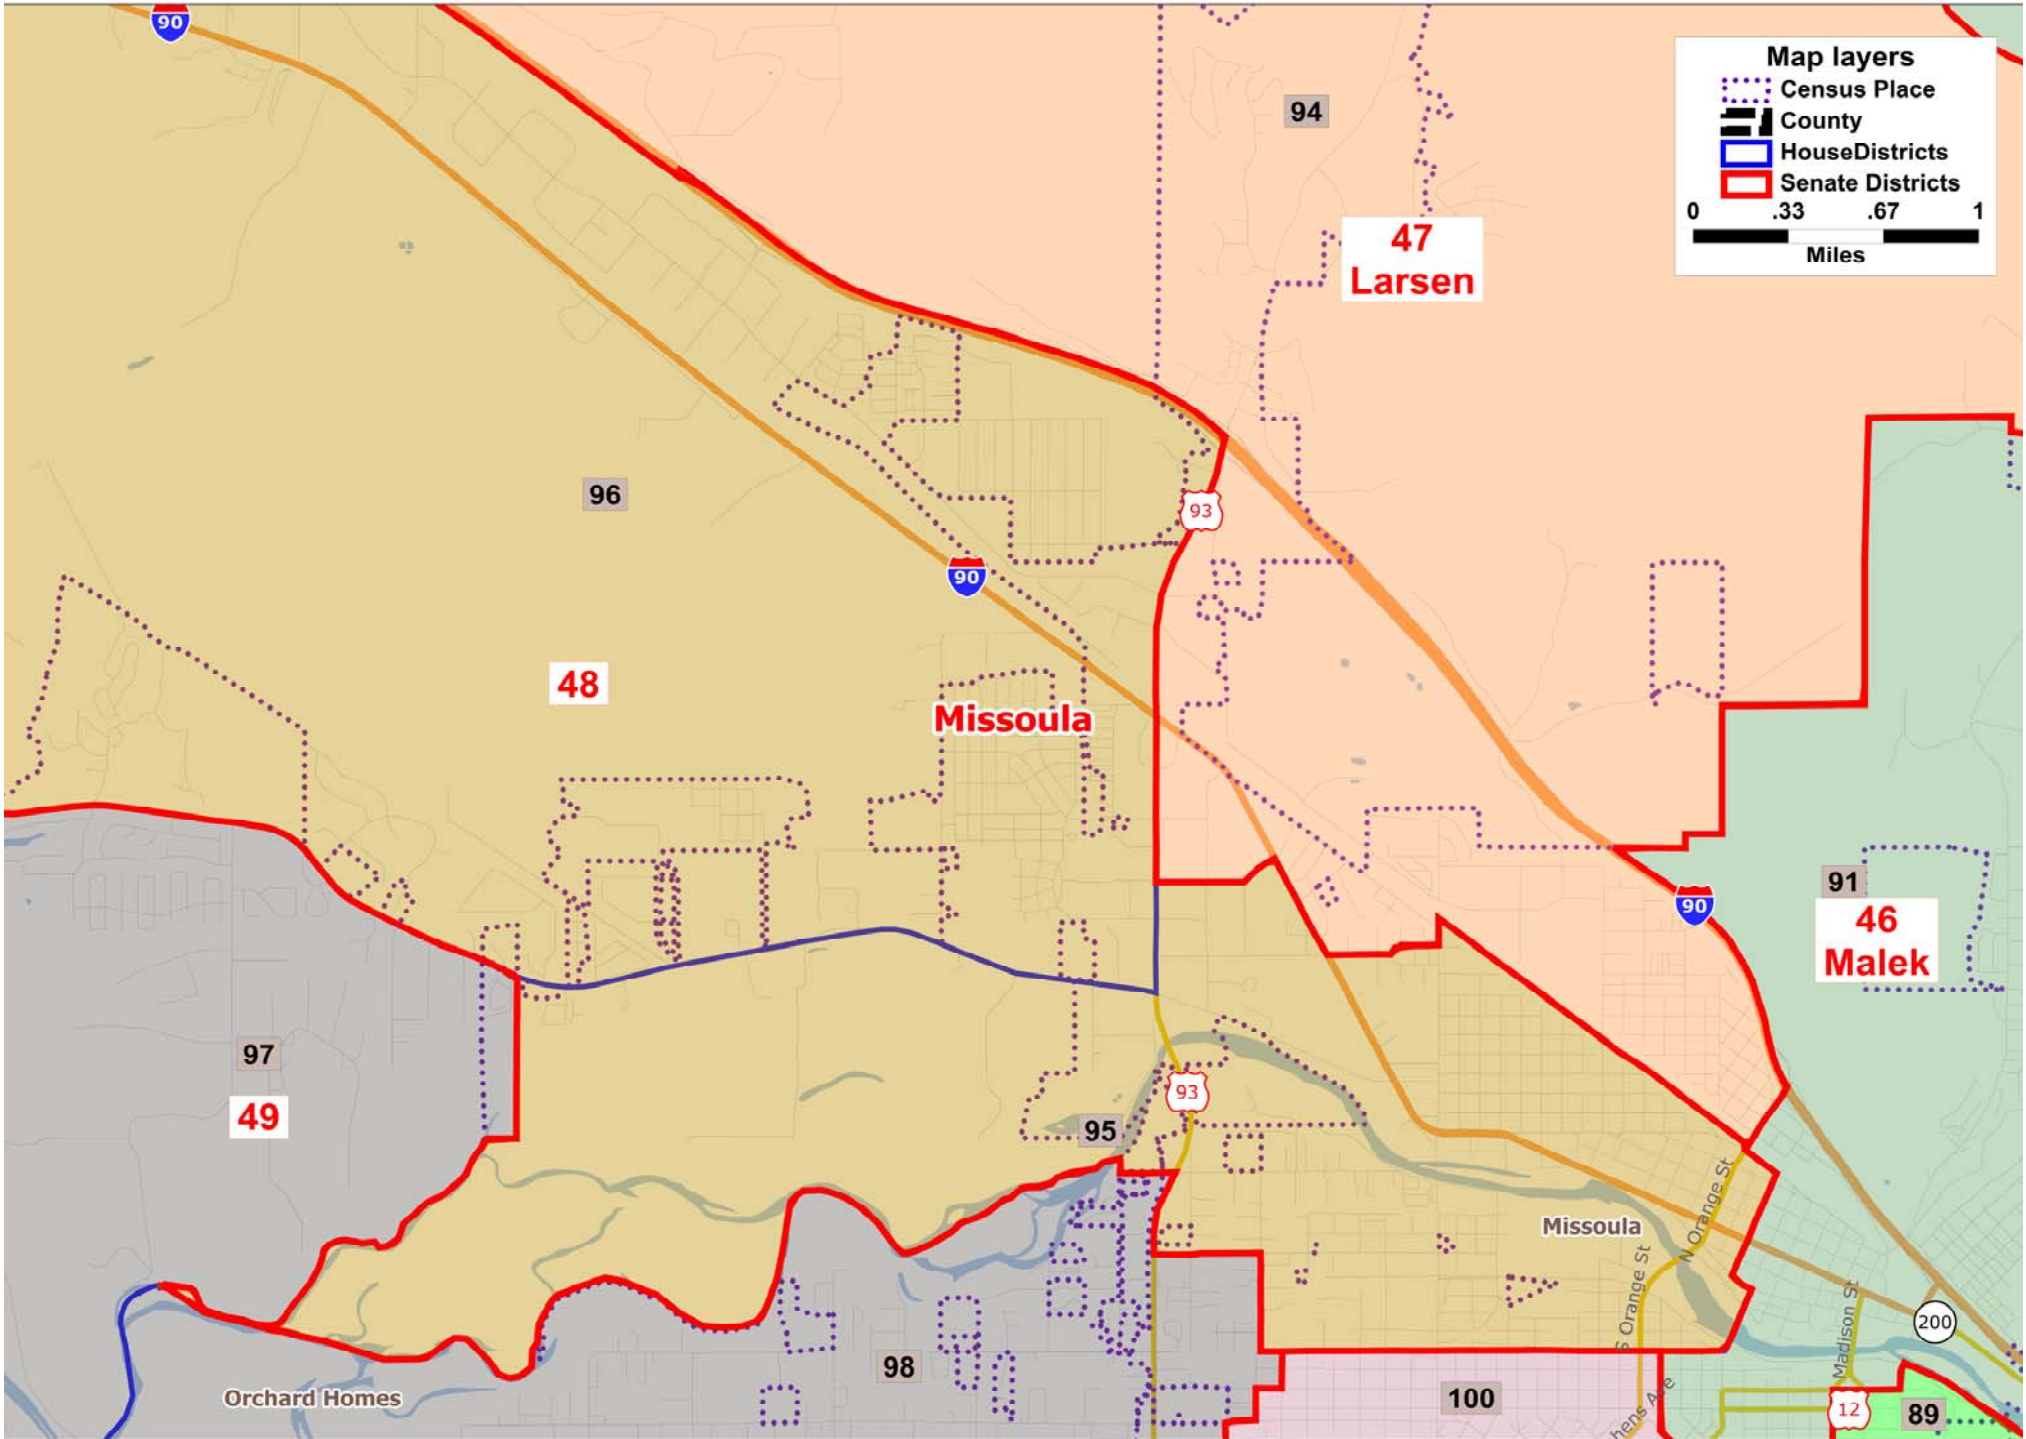 90
94
Map layers
Census Place
County
HouseDistricts
Senate Districts
0 .33 .67 1
Miles
47
Larsen
96
93
90
48
Missoula
91
90
46
Malek
97
49
95
93
Missoula
N Orange St
S Orange St
Madison St
200
98
Orchard Homes
100
hens Ave
12
89